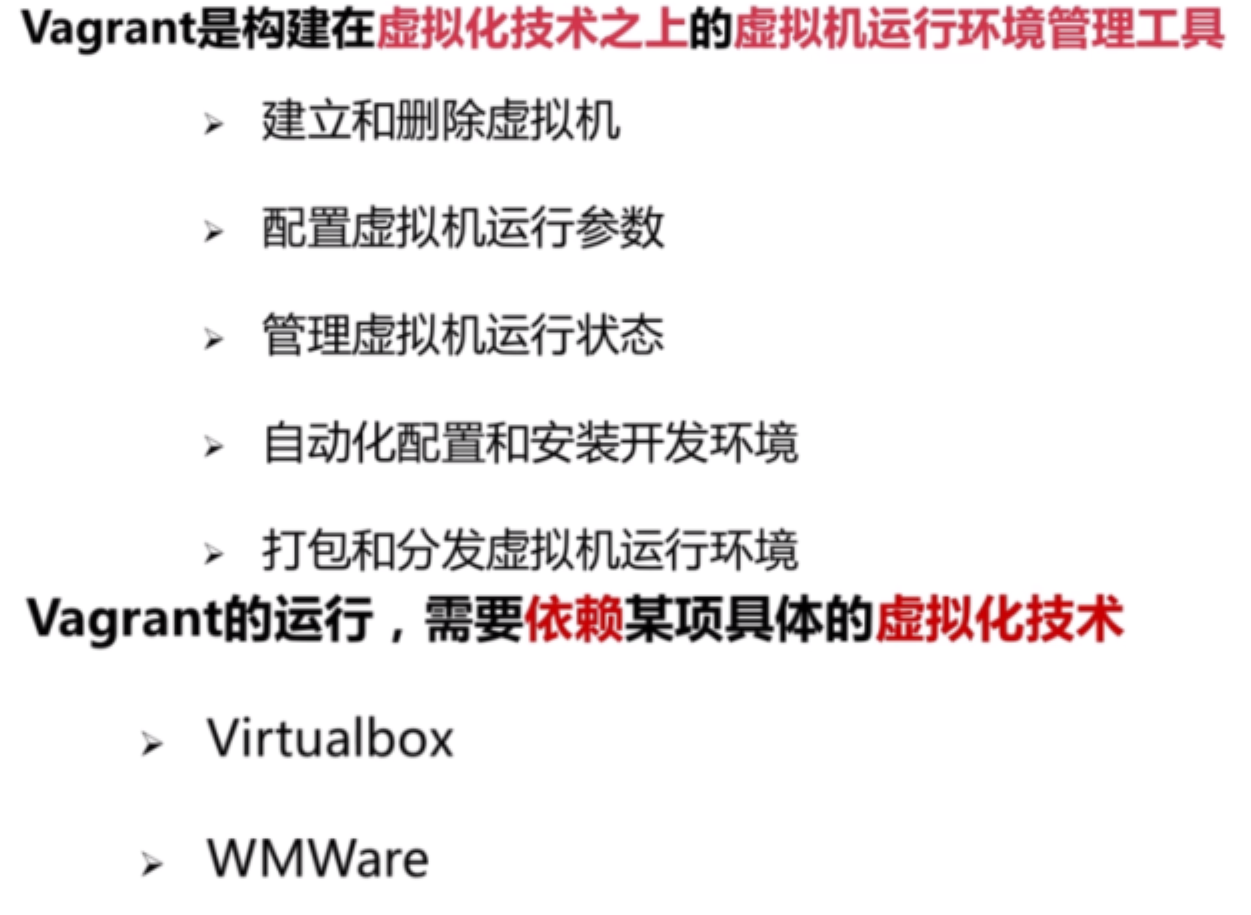 Vagrant是构建在虚拟化技术之上的虚拟机运行环境管理工具
建立和删除虚拟机
配置虚拟机运行参数
管理虚拟机运行状态
自动化配置和安装开发环境
打包和分发虚拟机运行环境
Vagrant的运行，需要依赖某项具体的虚拟化技术
Virtualbox
WMWare